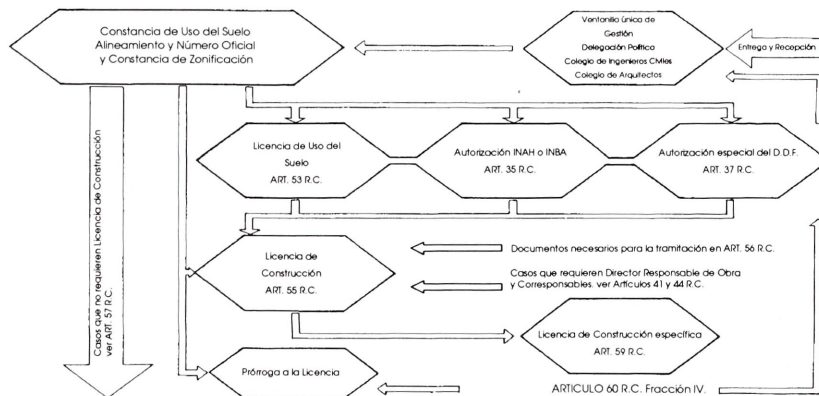 Constancia de Uso del Suelo
Alineamiento y Número Oficial
y Constancia de Zonificación
Ventanilla única de
Gestión
Delegación Política
Colegio de Ingenieros Civiles
Colegio de Arquitectos
Entrega y Recepción
Licencia de Uso del
Suelo
ART. 53 R.C.
Autorización INAH o INBA
ART. 35 R.C.
Autorización especial del D.D.F.
ART. 37 R.C.
Casos que no requieren Licencia de Construcción
ver ART. 57 R.C.
Licencia de
Construcción
ART. 55 R.C.
Documentos necesarios para la tramitación en ART. 56 R.C.
Casos que requieren Director Responsable de Obra
y Corresponsables. ver Artículos 41 y 44 R.C.
Licencia de Construcción específica
ART. 59 R.C.
Prórroga a la Licencia
ARTICULO 60 R.C. Fracción IV.